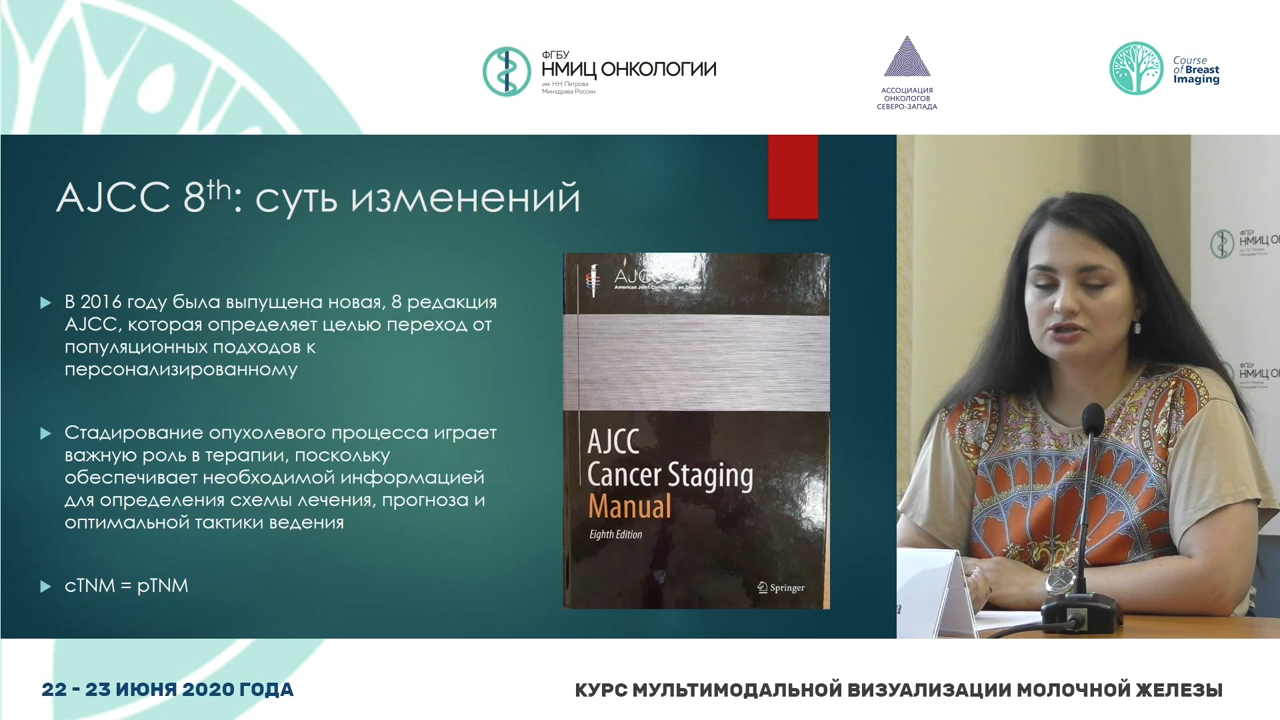 ФГБУ
НМИЦ ОНКОЛОГИИ
им. Н.Н. Петрова
Минздрава России
АССОЦИАЦИЯ
ОНКОЛОГОВ
СЕВЕРО-ЗАПАДА
Course
of Breast
Imaging
AJCC 8th: суть изменений
В 2016 году была выпущена новая, 8 редакция
AJCC, которая определяет целью переход от
популяционных подходов к
персонализированному
Стадирование опухолевого процесса играет
важную роль в терапии, поскольку
обеспечивает необходимой информацией
для определения схемы лечения, прогноза и
оптимальной тактики ведения
cTNM = pTNM
AJCC
American Joint Committee on Cancer
AJCC
Cancer Staging
Manual
Eighth Edition
Springer
ФГБУ
НМИЦ
НМИЦ
22 - 23 ИЮНЯ 2020 ГОДА
КУРС МУЛЬТИМОДАЛЬНОЙ ВИЗУАЛИЗАЦИИ МОЛОЧНОЙ ЖЕЛЕЗЫ